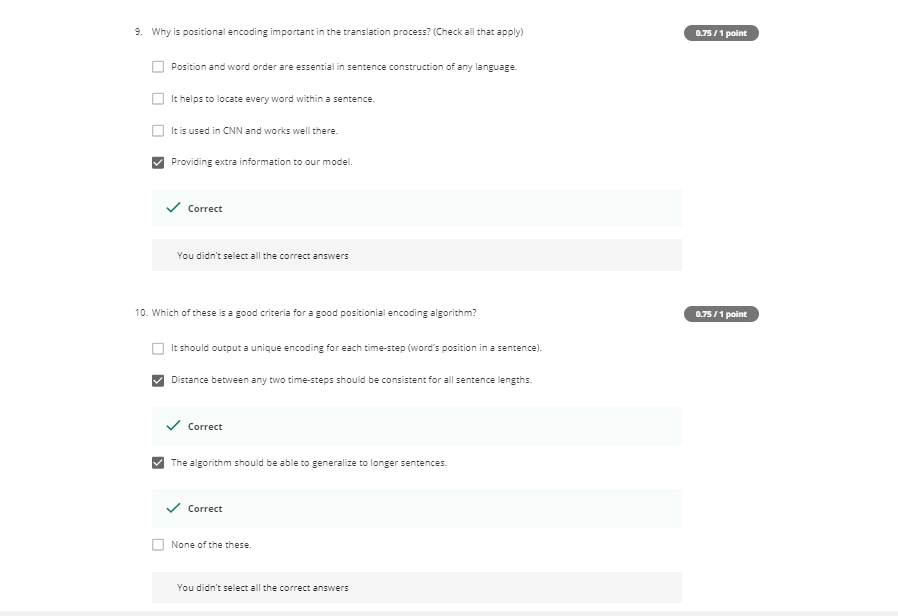 9. Why is positional encoding important in the translation process? (Check all that apply)
0.75 / 1 point
Position and word order are essential in sentence construction of any language.
It helps to locate every word within a sentence.
It is used in CNN and works well there.
Providing extra information to our model.
Correct
You didn't select all the correct answers
10. Which of these is a good criteria for a good positionial encoding algorithm?
0.75 / 1 point
It should output a unique encoding for each time-step (word's position in a sentence).
Distance between any two time-steps should be consistent for all sentence lengths.
Correct
The algorithm should be able to generalize to longer sentences.
Correct
None of the these.
You didn't select all the correct answers